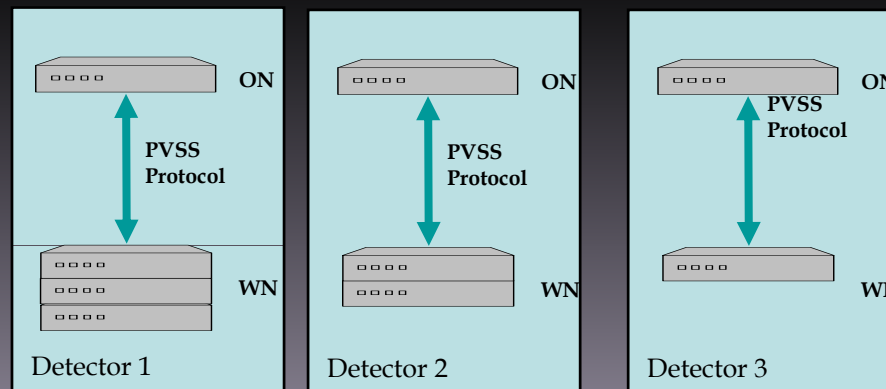 ON
PVSS
Protocol
WN
Detector 1
ON
PVSS
Protocol
WN
Detector 2
PVSS
Protocol
Detector 3